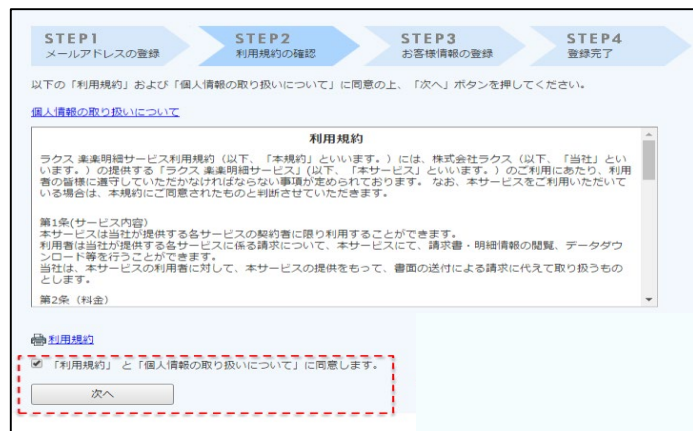 STEP1
メールアドレスの登録
STEP2
利用規約の確認
STEP3
お客様情報の登録
STEP4
登録完了
以下の「利用規約」および「個人情報の取り扱いについて」に同意の上、「次へ」ボタンを押してください。
個人情報の取り扱いについて
利用規約
ラクス 楽楽明細サービス利用規約（以下、「本規約」といいます。）には、株式会社ラクス（以下、「当社」とい
います。）の提供する「ラクス 楽楽明細サービス」（以下、「本サービス」といいます。）のご利用にあたり、利用
者の皆様に遵守していただかなければならない事項が定められております。 なお、本サービスをご利用いただいて
いる場合は、本規約にご同意されたものと判断させていただきます。
第1条(サービス内容)
本サービスは当社が提供する各サービスの契約者に限り利用することができます。
利用者は当社が提供する各サービスに係る請求について、本サービスにて、請求書・明細情報の閲覧、データダウ
ンロード等を行うことができます。
当社は、本サービスの利用者に対して、本サービスの提供をもって、書面の送付による請求に代えて取り扱うもの
とします。
第2条（料金）
利用規約
「利用規約」 と「個人情報の取り扱いについて」に同意します。
次へ